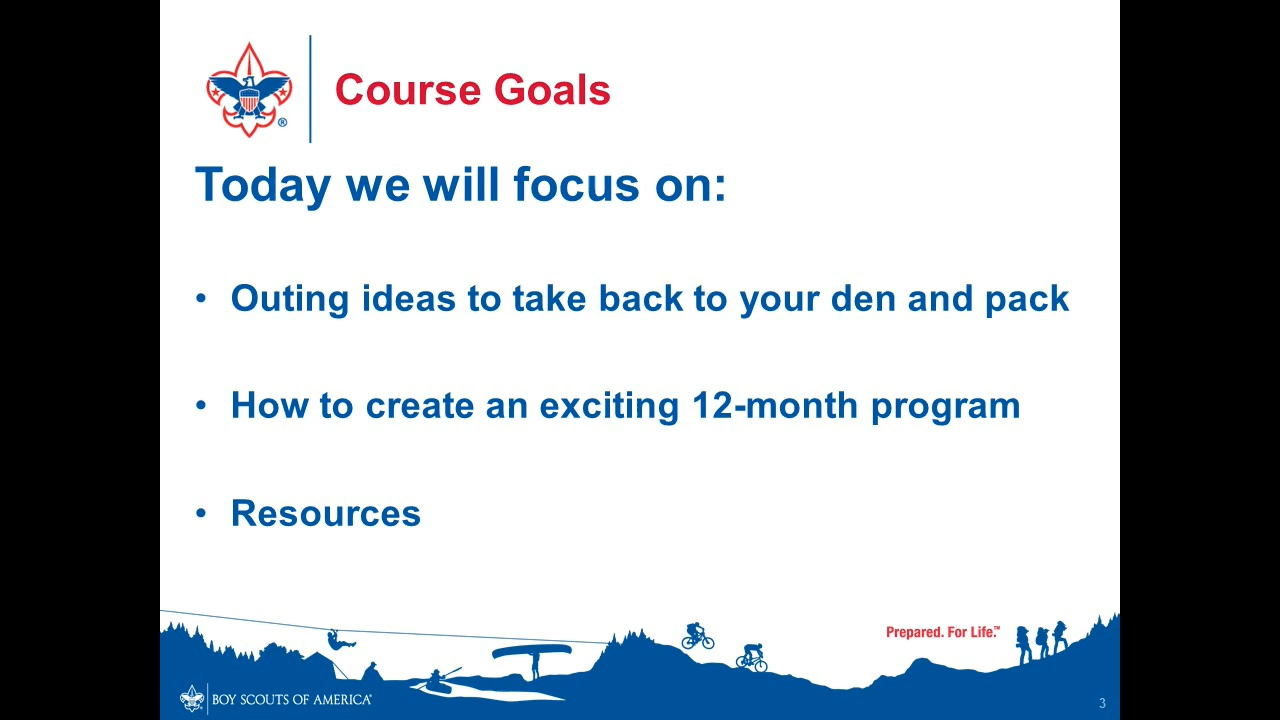 Course Goals
Today we will focus on:
• Outing ideas to take back to your den and pack
• How to create an exciting 12-month program
• Resources
Prepared. For Life.™
BOY SCOUTS OF AMERICA®
3